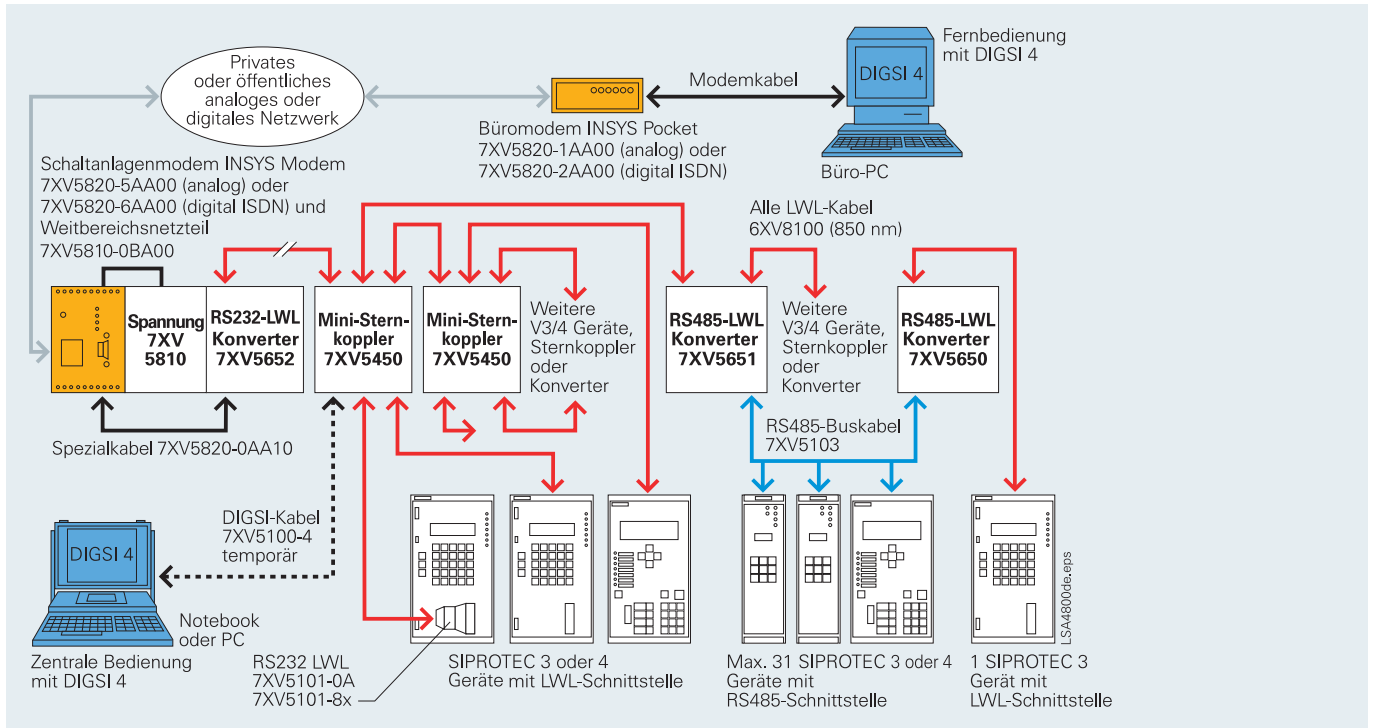 Privates
oder öffentliches
analoges oder
digitales Netzwerk
Modemkabel
DIGSI 4
Fernbedienung
mit DIGSI 4
Büromodem INSYS Pocket
7XV5820-1AA00 (analog) oder
7XV5820-2AA00 (digital ISDN)
Büro-PC
Schaltanlagenmodem INSYS Modem
7XV5820-5AA00 (analog) oder
7XV5820-6AA00 (digital ISDN) und
Weitbereichsnetzteil
7XV5810-0BA00
Alle LWL-Kabel
6XV8100 (850 nm)
Spannung
7XV
5810
RS232-LWL
Konverter
7XV5652
Mini-Stern-
koppler
7XV5450
Mini-Stern-
koppler
7XV5450
Weitere
V3/4 Geräte,
Sternkoppler
oder
Konverter
RS485-LWL
Konverter
7XV5651
Weitere
V3/4 Geräte,
Sternkoppler
oder
Konverter
RS485-LWL
Konverter
7XV5650
Spezialkabel 7XV5820-0AA10
RS485-Buskabel
7XV5103
DIGSI-Kabel
7XV5100-4
temporär
DIGSI 4
Notebook
oder PC
Zentrale Bedienung
mit DIGSI 4
RS232 LWL
7XV5101-0A
7XV5101-8x
SIPROTEC 3 oder 4
Geräte mit LWL-Schnittstelle
Max. 31 SIPROTEC 3 oder 4
Geräte mit
RS485-Schnittstelle
1 SIPROTEC 3
Gerät mit
LWL-Schnittstelle
LSA4800de.eps